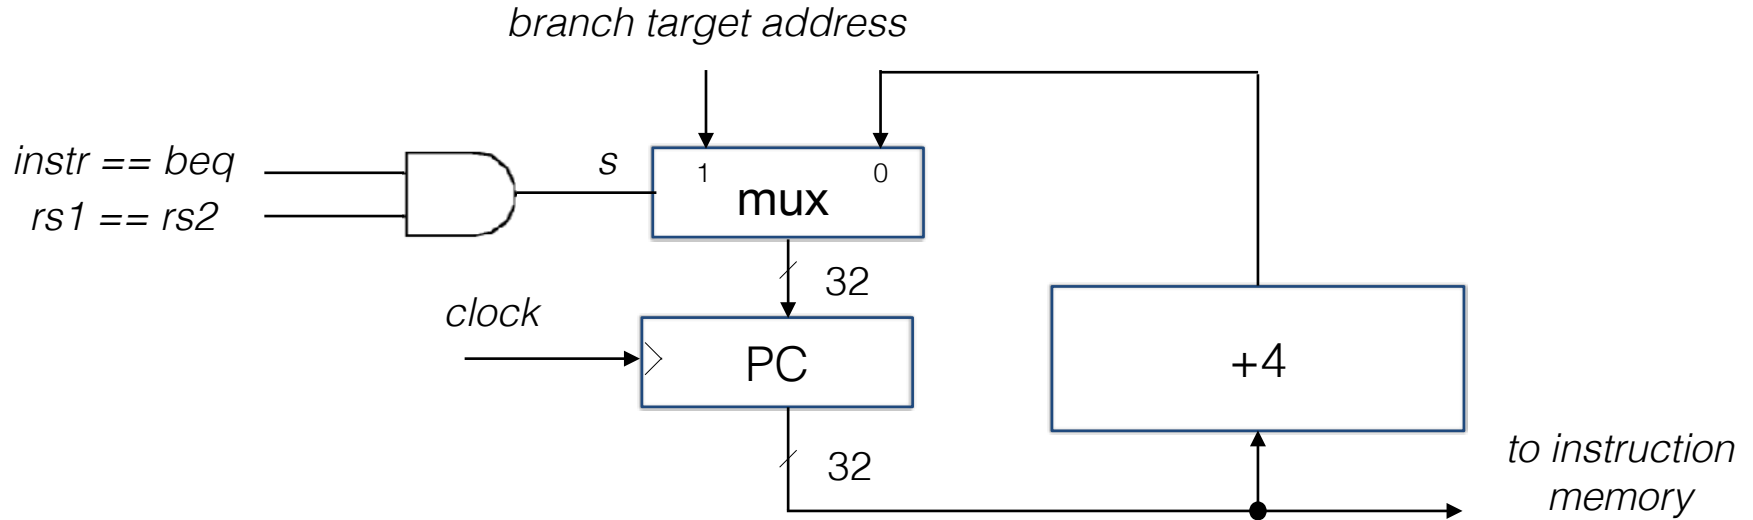 branch target address
instr == beq
rs1 == rs2
s
1
0
mux
32
clock
PC
+4
32
to instruction
memory